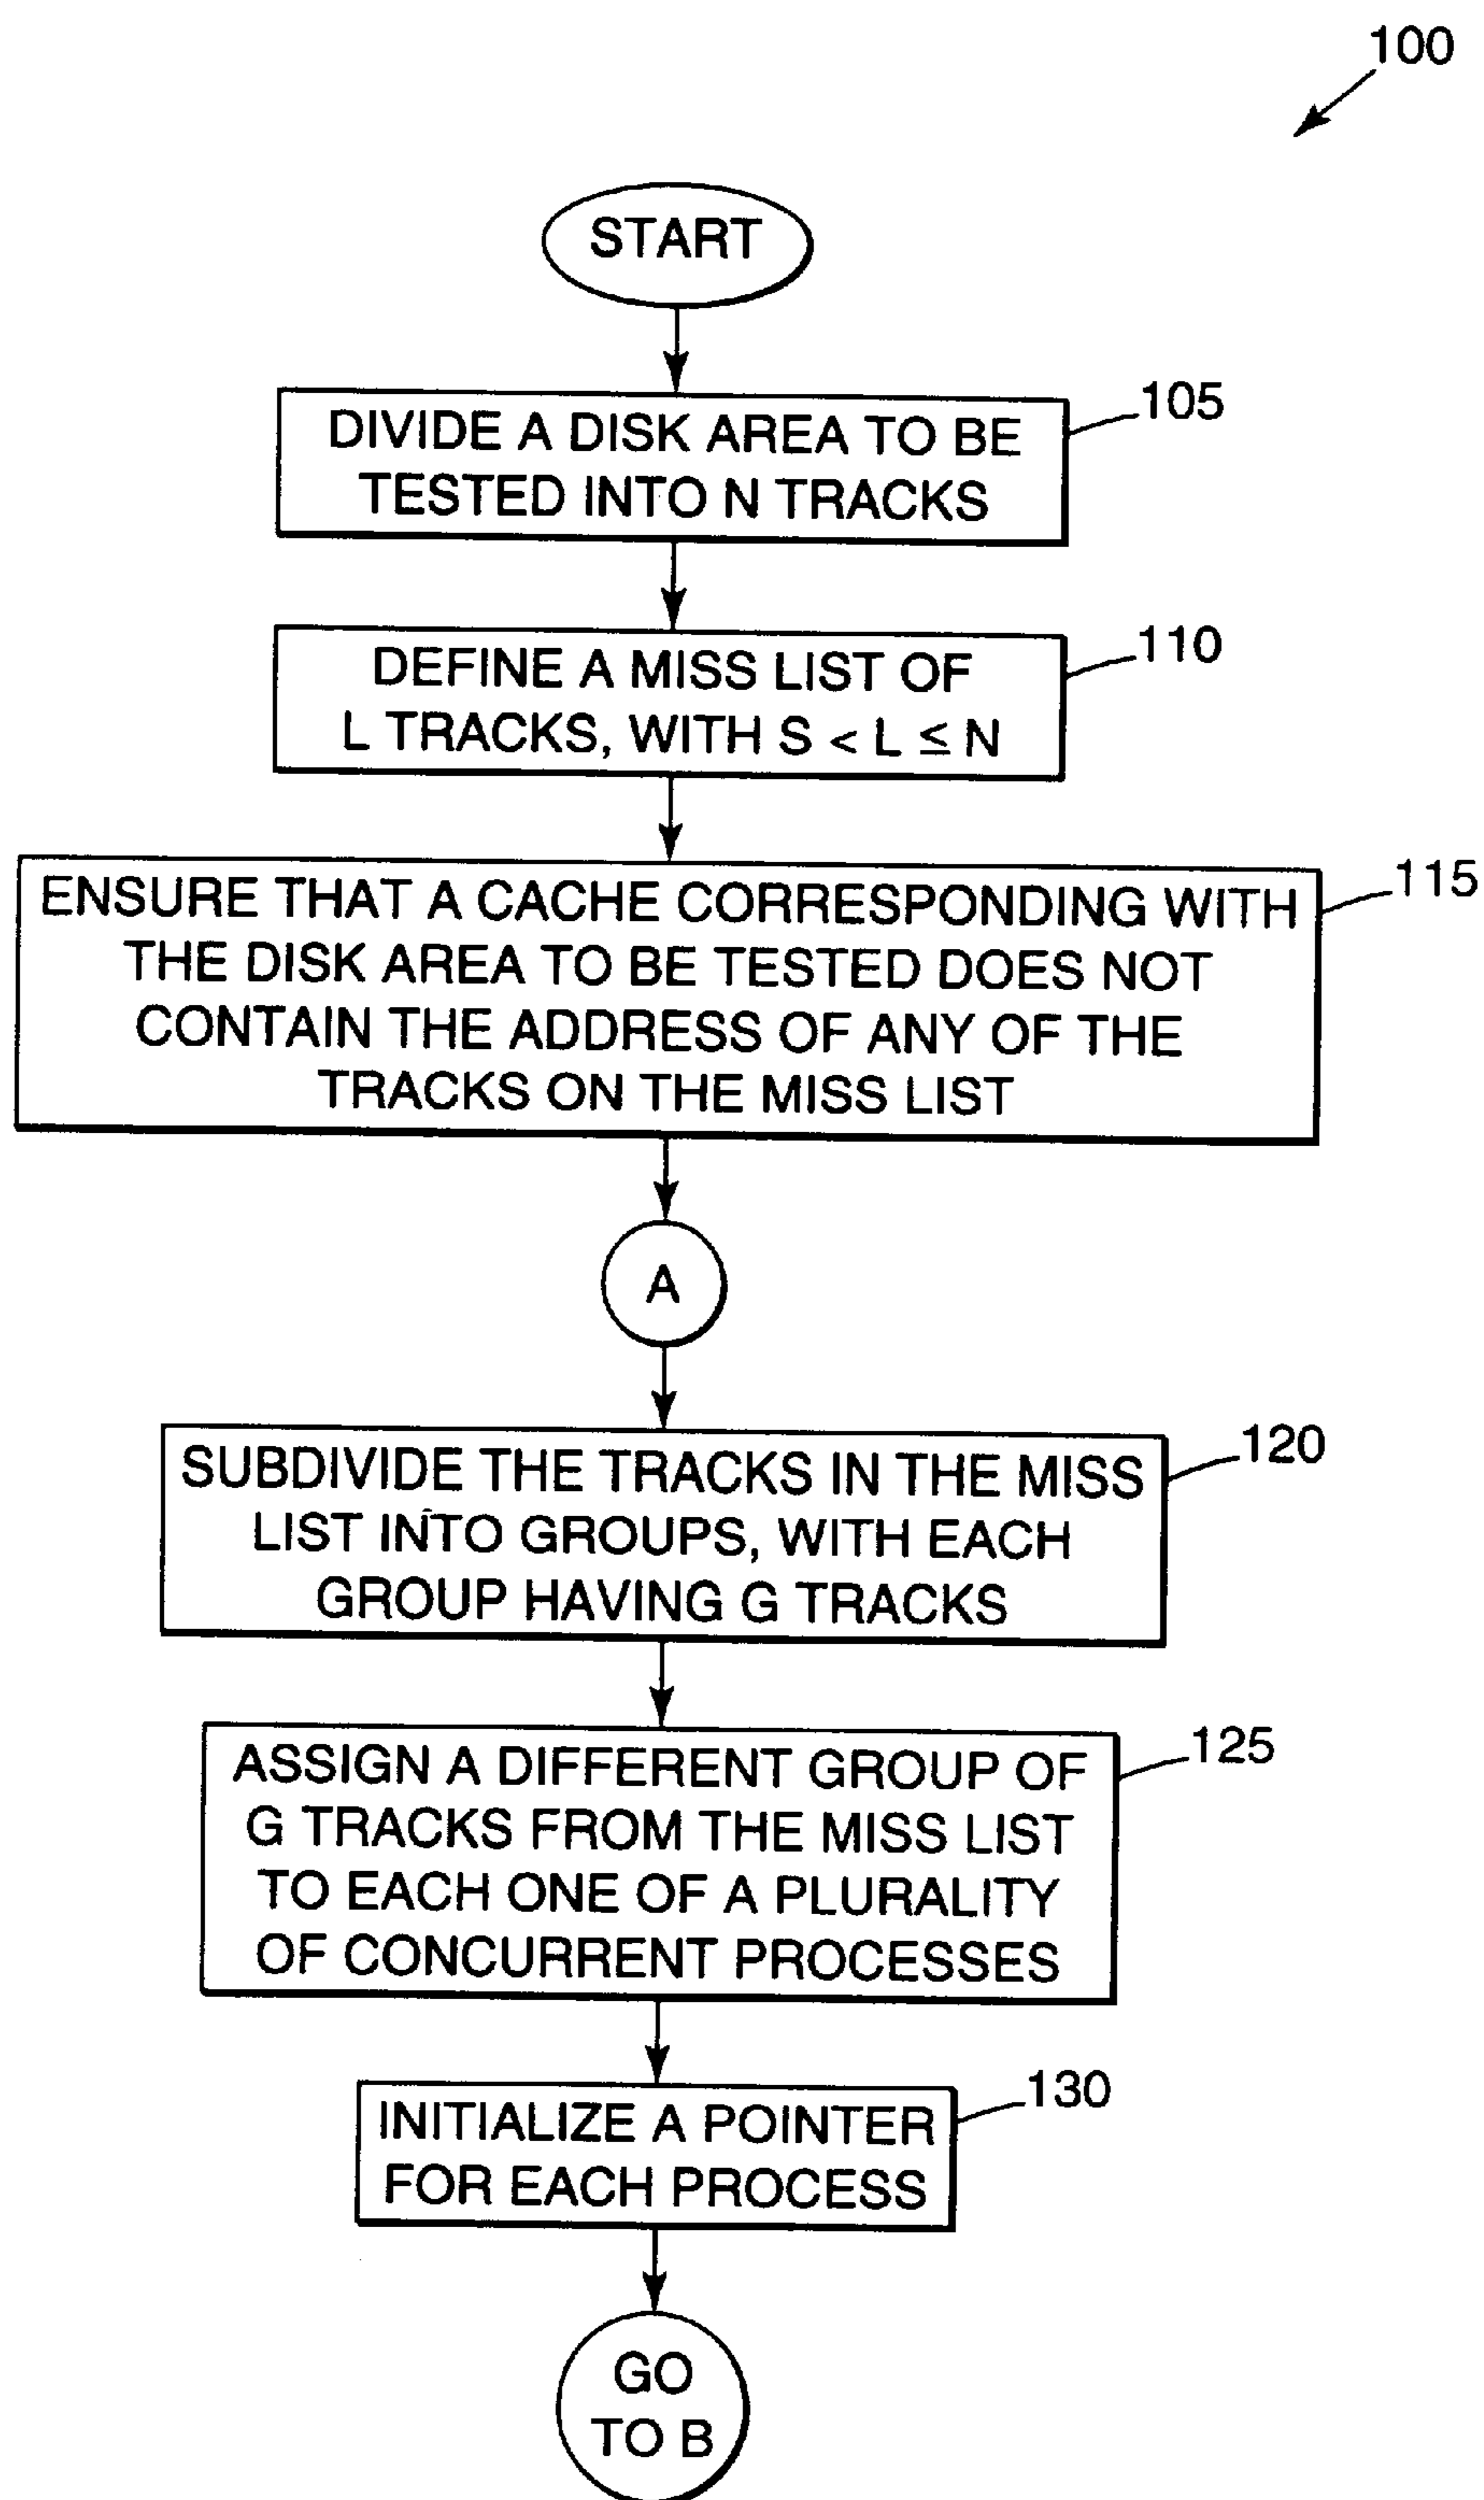 100
START
DIVIDE A DISK AREA TO BE
TESTED INTO N TRACKS
105
DEFINE A MISS LIST OF
L TRACKS, WITH S < L ≤ N
110
ENSURE THAT A CACHE CORRESPONDING WITH
THE DISK AREA TO BE TESTED DOES NOT
CONTAIN THE ADDRESS OF ANY OF THE
TRACKS ON THE MISS LIST
115
A
SUBDIVIDE THE TRACKS IN THE MISS
LIST INTO GROUPS, WITH EACH
GROUP HAVING G TRACKS
120
ASSIGN A DIFFERENT GROUP OF
G TRACKS FROM THE MISS LIST
TO EACH ONE OF A PLURALITY
OF CONCURRENT PROCESSES
125
INITIALIZE A POINTER
FOR EACH PROCESS
130
GO
TO B